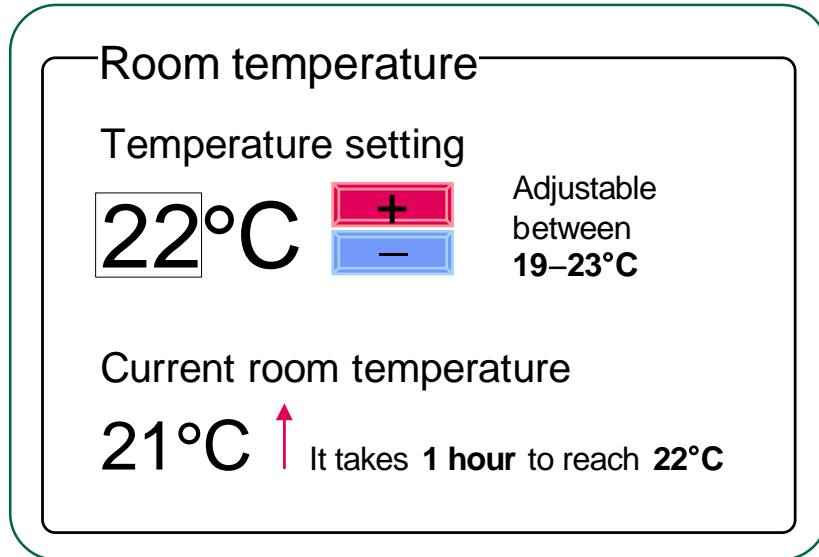 Room temperature
Temperature setting
22°C
+
–
Adjustable
between
19–23°C
Current room temperature
21°C
It takes 1 hour to reach 22°C